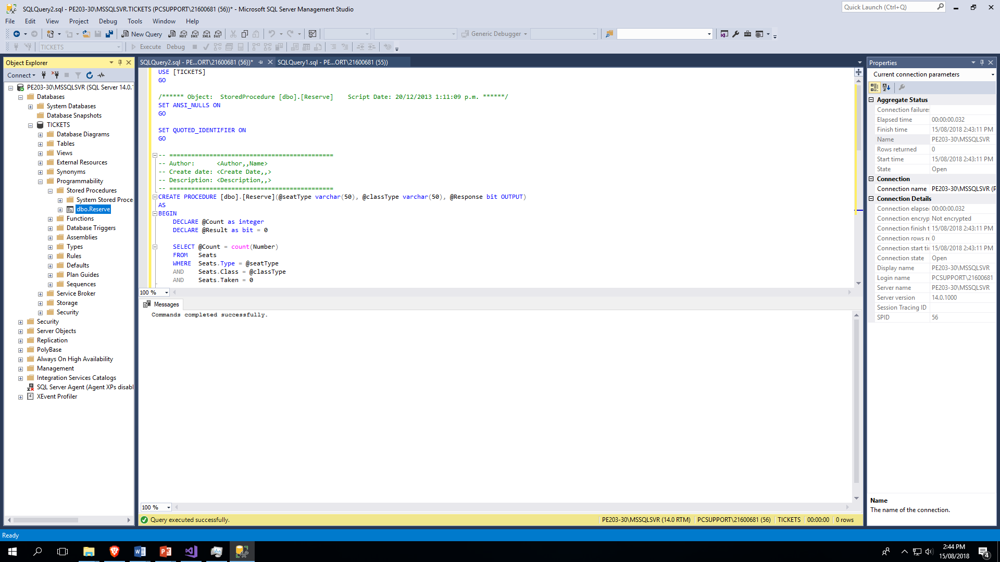 SQLQuery2.sql - PE203-30\MSSQLSVR.TICKETS (PCSUPPORT\21600681 (56))* - Microsoft SQL Server Management Studio
Quick Launch (Ctrl+Q)
File Edit View Project Debug Tools Window Help
New Query
MDX DMX XMLA DAX
Generic Debugger
TICKETS
Execute Debug
Object Explorer
Connect
PE203-30\MSSQLSVR (SQL Server 14.0.
Databases
System Databases
Database Snapshots
TICKETS
Database Diagrams
Tables
Views
External Resources
Synonyms
Programmability
Stored Procedures
System Stored Proce
dbo.Reserve
Functions
Database Triggers
Assemblies
Types
Rules
Defaults
Plan Guides
Sequences
Service Broker
Storage
Security
Security
Server Objects
Replication
PolyBase
Always On High Availability
Management
Integration Services Catalogs
SQL Server Agent (Agent XPs disabl
XEvent Profiler
SQLQuery2.sql - PE...ORT\21600681 (56))* SQLQuery1.sql - PE...ORT\21600681 (55))
USE [TICKETS]
GO
/****** Object:  StoredProcedure [dbo].[Reserve]    Script Date: 20/12/2013 1:11:09 p.m. ******/
SET ANSI_NULLS ON
GO
SET QUOTED_IDENTIFIER ON
GO
-- =============================================
-- Author:      <Author,,Name>
-- Create date: <Create Date,,>
-- Description: <Description,,>
-- =============================================
CREATE PROCEDURE [dbo].[Reserve](@seatType varchar(50), @classType varchar(50), @Response bit OUTPUT)
AS
BEGIN
DECLARE @Count as integer
DECLARE @Result as bit = 0
SELECT @Count = count(Number)
FROM   Seats
WHERE  Seats.Type = @seatType
AND    Seats.Class = @classType
AND    Seats.Taken = 0
100 %
Messages
Commands completed successfully.
100 %
Query executed successfully.
PE203-30\MSSQLSVR (14.0 RTM) PCSUPPORT\21600681 (56) TICKETS 00:00:00 0 rows
Properties
Current connection parameters
Aggregate Status
Connection failures
Elapsed time 00:00:00.032
Finish time 15/08/2018 2:43:11 PM
Name PE203-30\MSSQLSVR
Rows returned 0
Start time 15/08/2018 2:43:11 PM
State Open
Connection
Connection name PE203-30\MSSQLSVR (P
Connection Details
Connection elapse 00:00:00.032
Connection encryp Not encrypted
Connection finish t 15/08/2018 2:43:11 PM
Connection rows re 0
Connection start ti 15/08/2018 2:43:11 PM
Connection state Open
Display name PE203-30\MSSQLSVR
Login name PCSUPPORT\21600681
Server name PE203-30\MSSQLSVR
Server version 14.0.1000
Session Tracing ID
SPID 56
Name
The name of the connection.
Ready
2:44 PM
15/08/2018
4